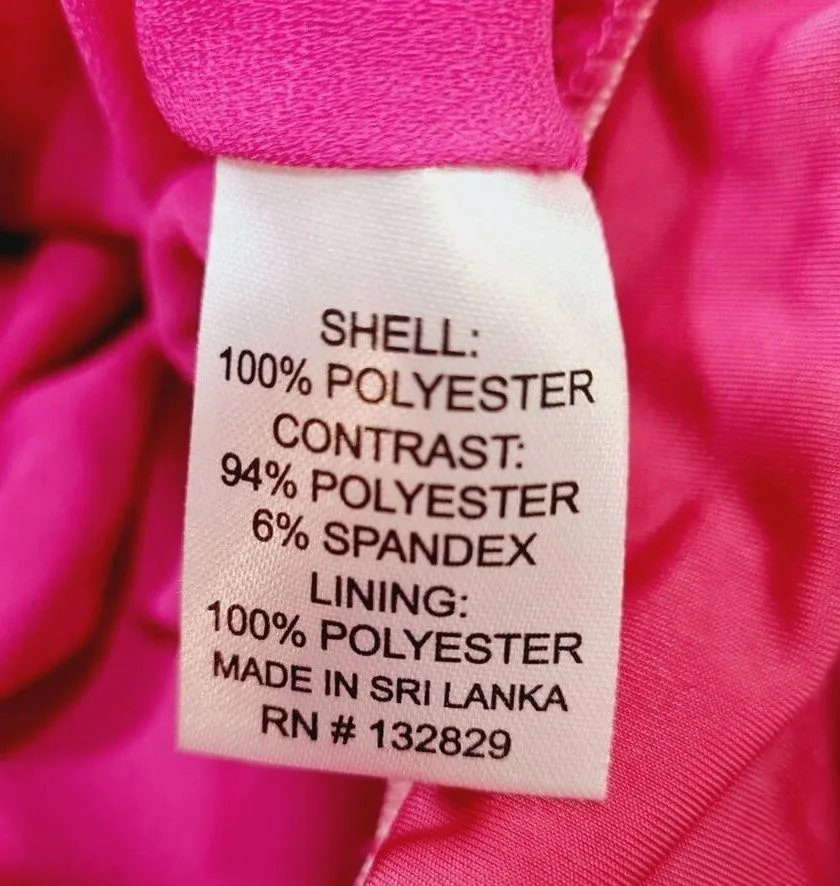 SHELL:
100% POLYESTER
CONTRAST:
94% POLYESTER
6% SPANDEX
LINING:
100% POLYESTER
MADE IN SRI LANKA
RN # 132829